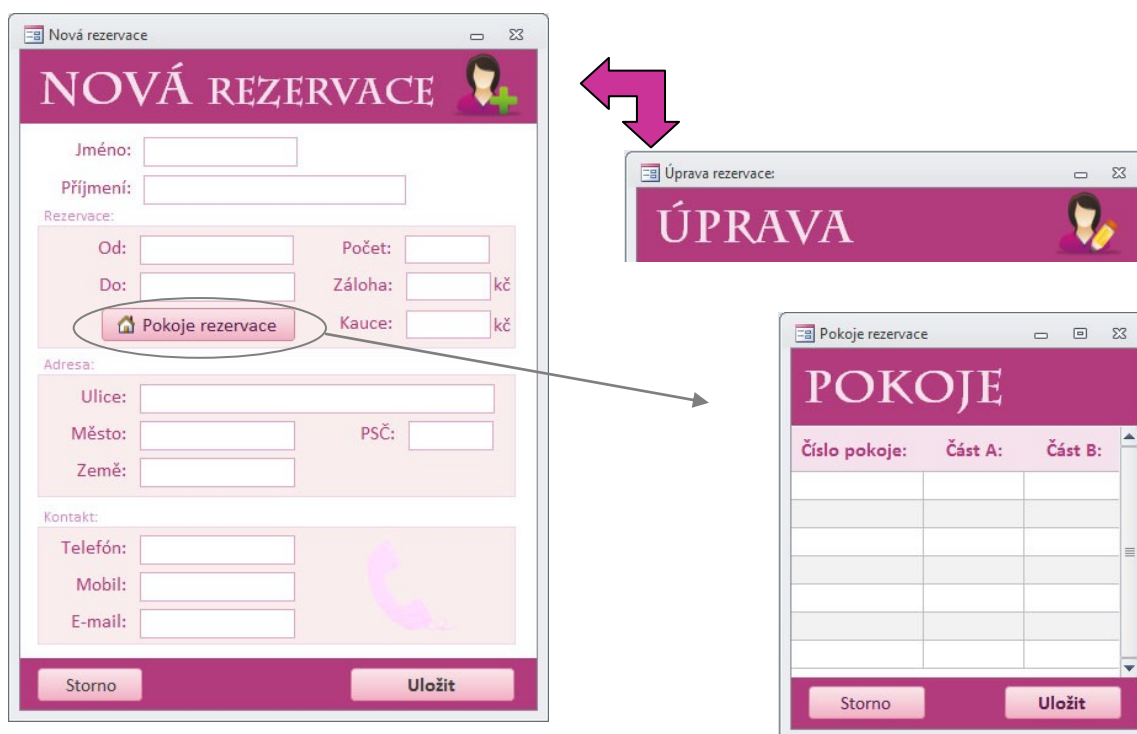 Nová rezervace
NOVÁ REZERVACE
Jméno:
Příjmení:
Rezervace:
Od: Počet:
Do: Záloha: kč
Pokoje rezervace Kauce: kč
Adresa:
Ulice:
Město: PSČ:
Země:
Kontakt:
Telefón:
Mobil:
E-mail:
Storno Uložit
Úprava rezervace:
ÚPRAVA
Pokoje rezervace
POKOJE
Číslo pokoje: Část A: Část B:
Storno Uložit